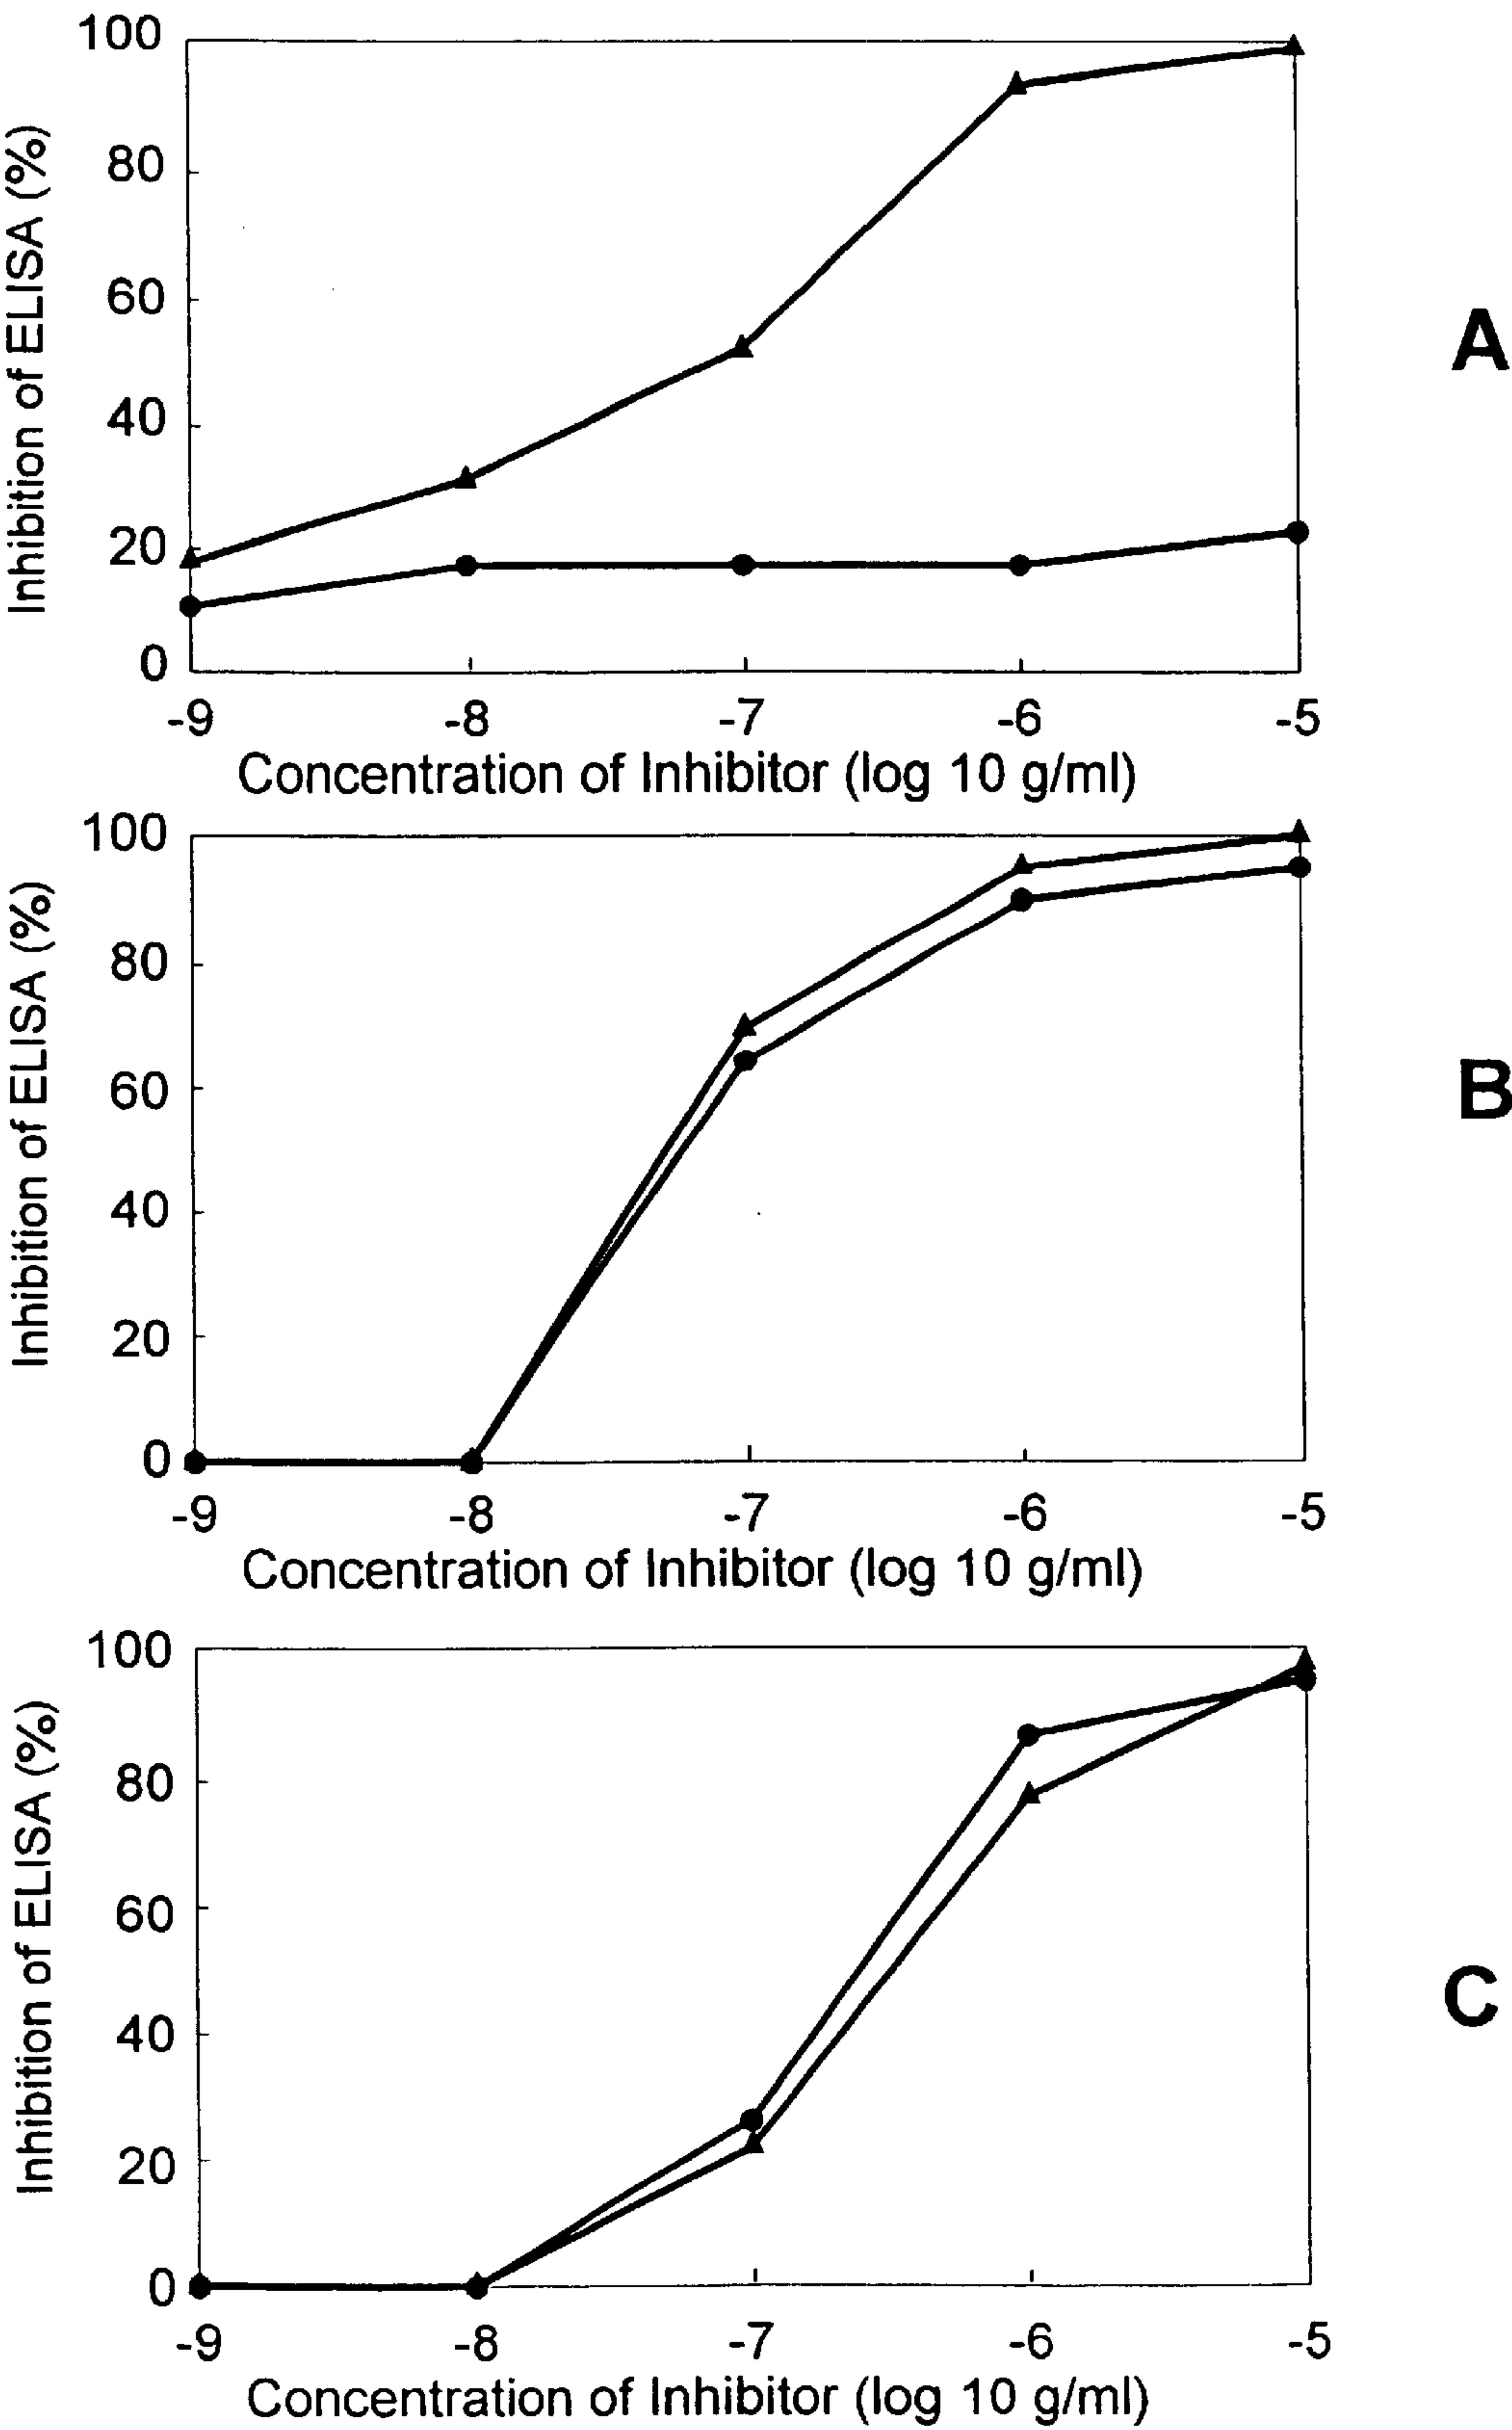 100
80
60
40
20
0
Inhibition of ELISA (%)
-9 -8 -7 -6 -5
Concentration of Inhibitor (log 10 g/ml)
A
100
80
60
40
20
0
Inhibition of ELISA (%)
-9 -8 -7 -6 -5
Concentration of Inhibitor (log 10 g/ml)
B
100
80
60
40
20
0
Inhibition of ELISA (%)
-9 -8 -7 -6 -5
Concentration of Inhibitor (log 10 g/ml)
C